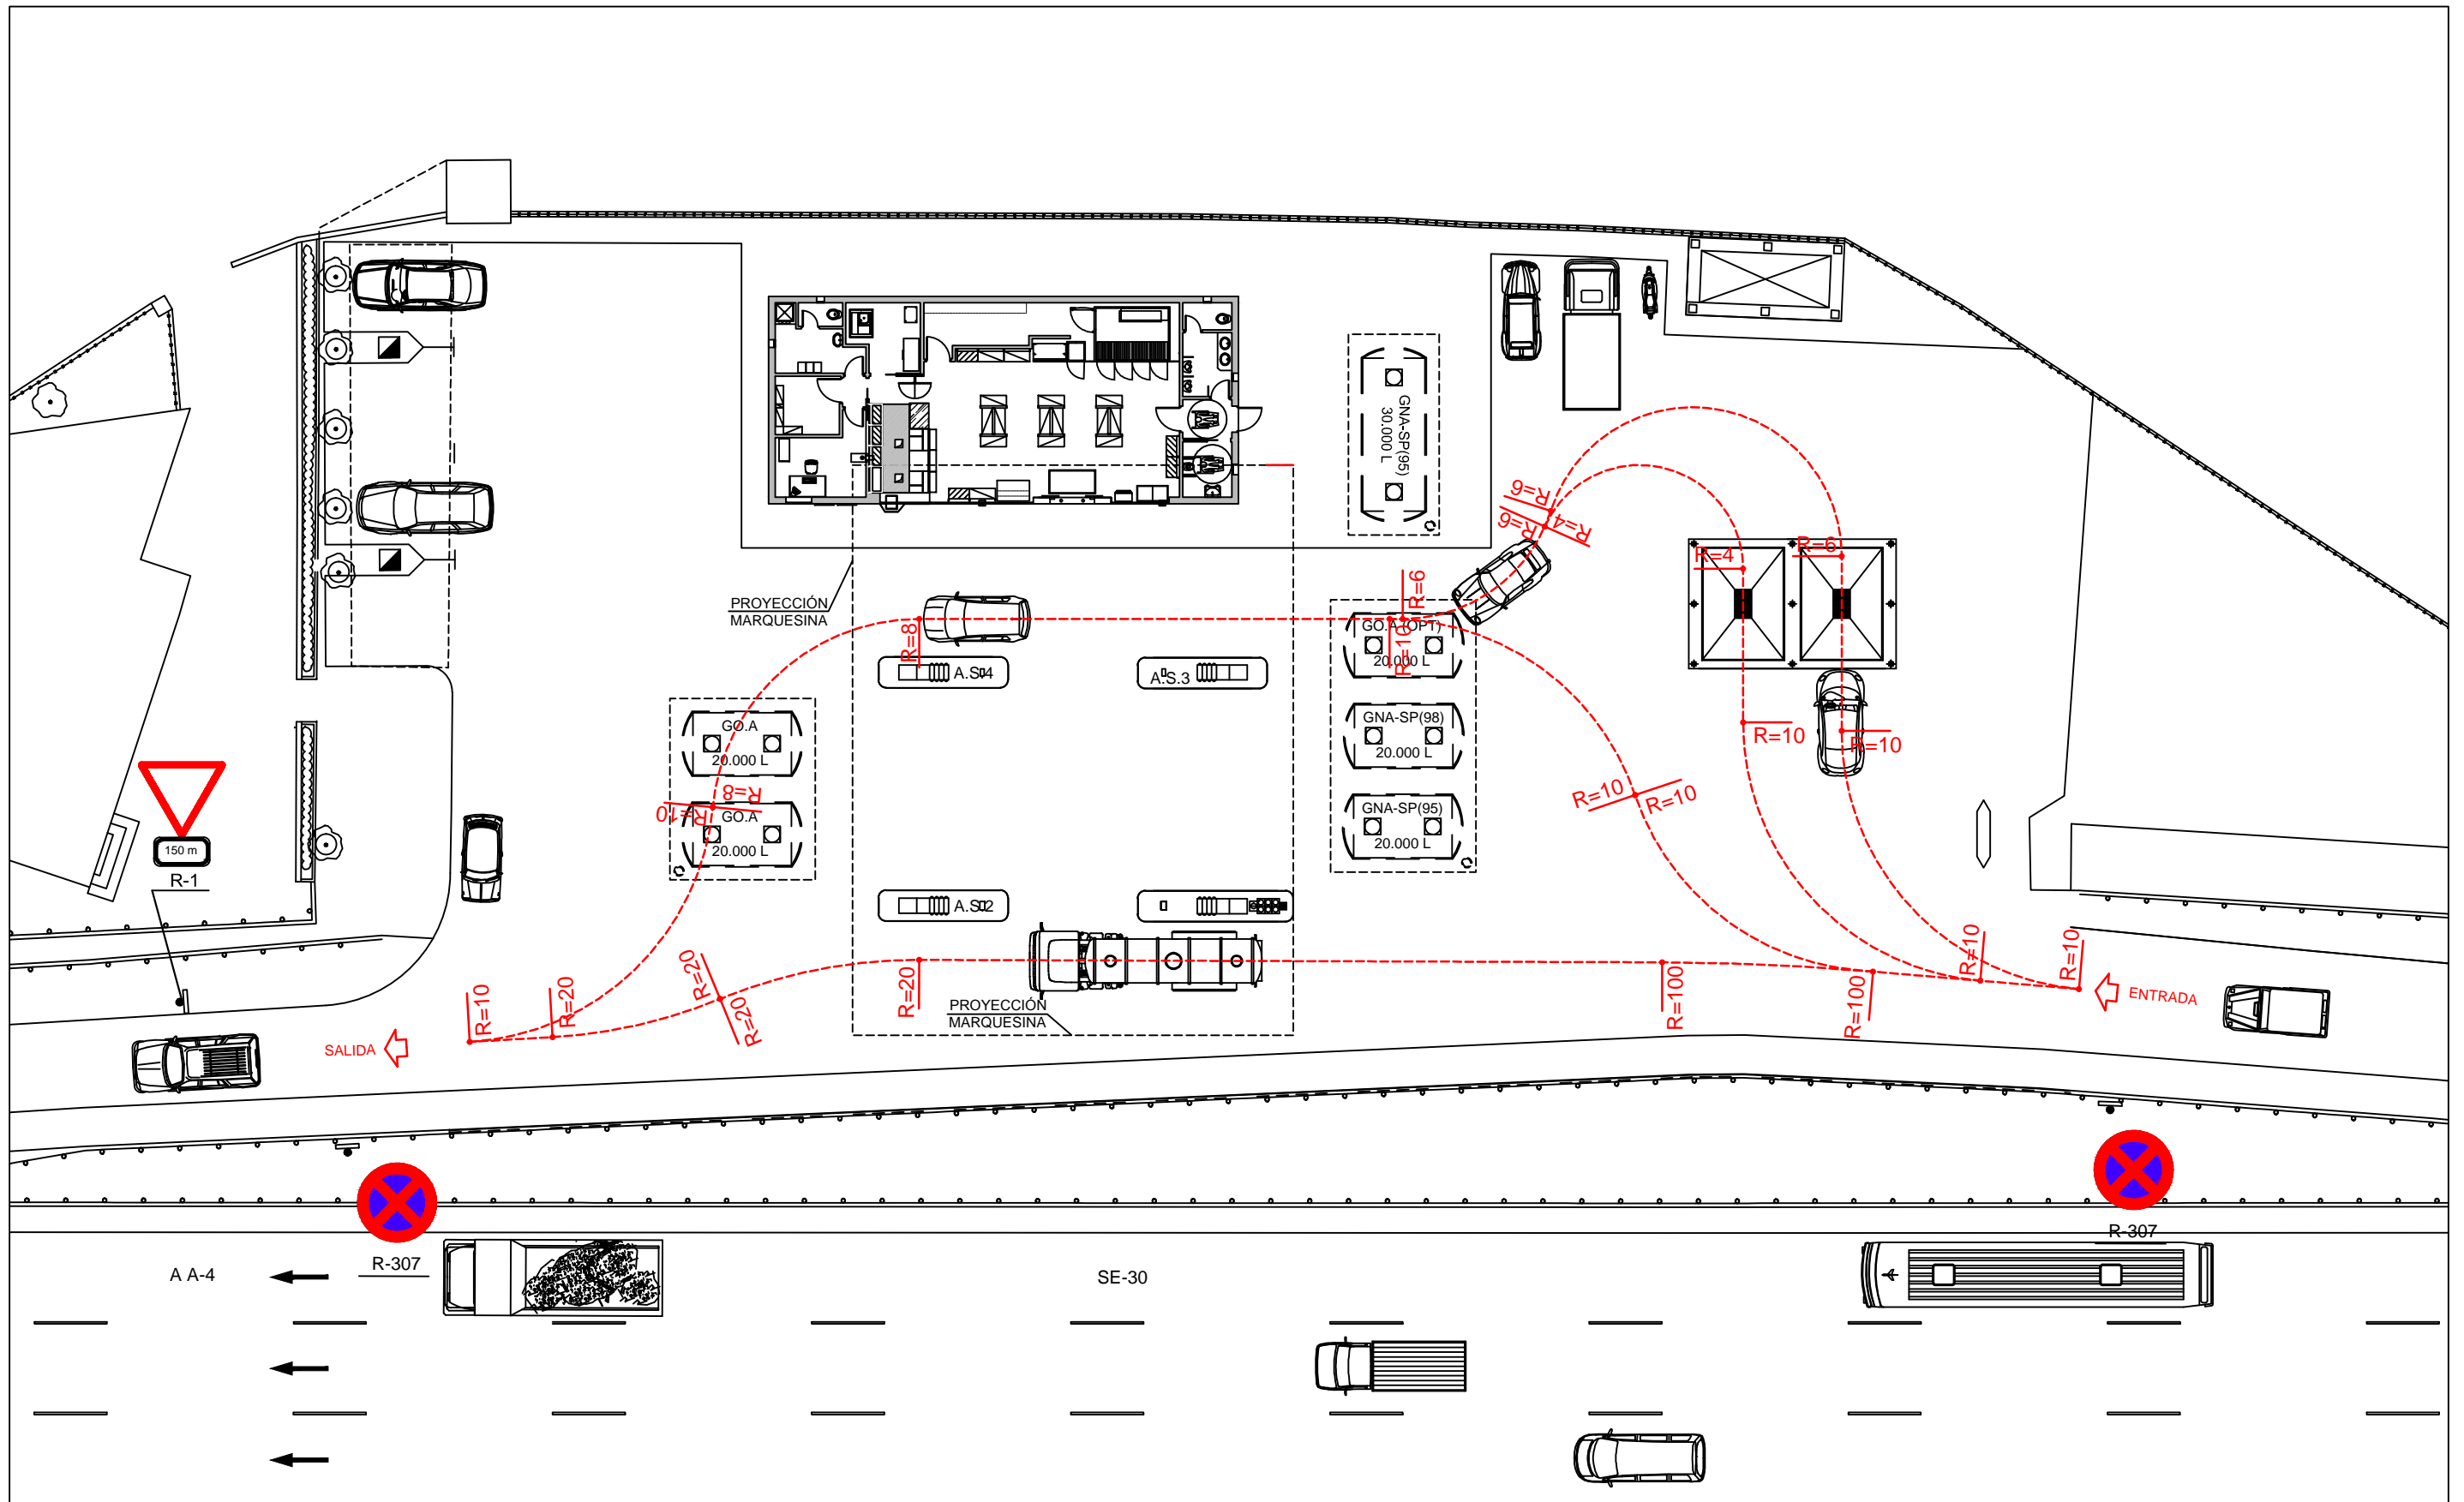 GNA-SP(95)
30.000 L
R=6
R=6
R=4
R=4
R=6
R=6
PROYECCIÓN
MARQUESINA
R=8
R=10
GO.A (OPT)
20.000 L
A.S.4
A.S.3
GO.A
20.000 L
GNA-SP(98)
20.000 L
R=10
R=10
R=8
R=10
R=10
R=10
GO.A
20.000 L
GNA-SP(95)
20.000 L
150 m
R-1
A.S.2
R=20
R=20
R=20
R=10
R=20
R=100
R=100
R=10
R=10
ENTRADA
PROYECCIÓN
MARQUESINA
SALIDA
R-307
R-307
A A-4
SE-30